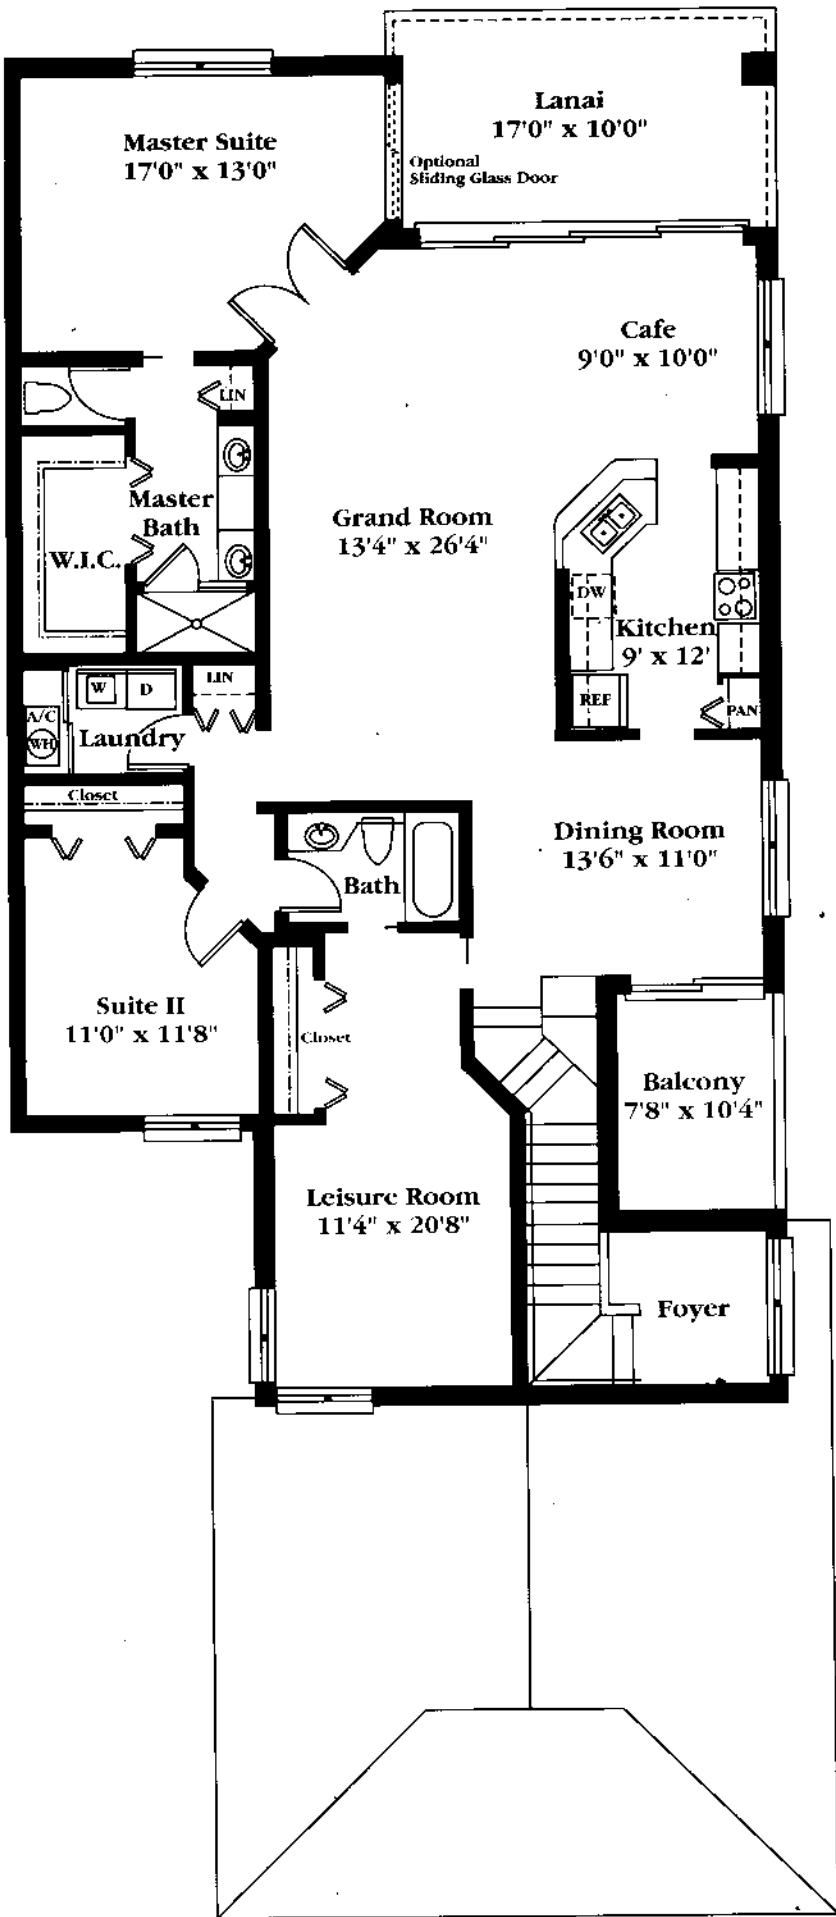 Lanai
17'0" x 10'0"
Master Suite
17'0" x 13'0"
Optional
Sliding Glass Door
Cafe
9'0" x 10'0"
LIN
Master
Bath
W.I.C.
Grand Room
13'4" x 26'4"
DW
Kitchen
9' x 12'
REF
PAN
LIN
W
D
A/C
WH
Laundry
Closet
Dining Room
13'6" x 11'0"
Bath
Suite II
11'0" x 11'8"
Closet
Balcony
7'8" x 10'4"
Leisure Room
11'4" x 20'8"
Foyer